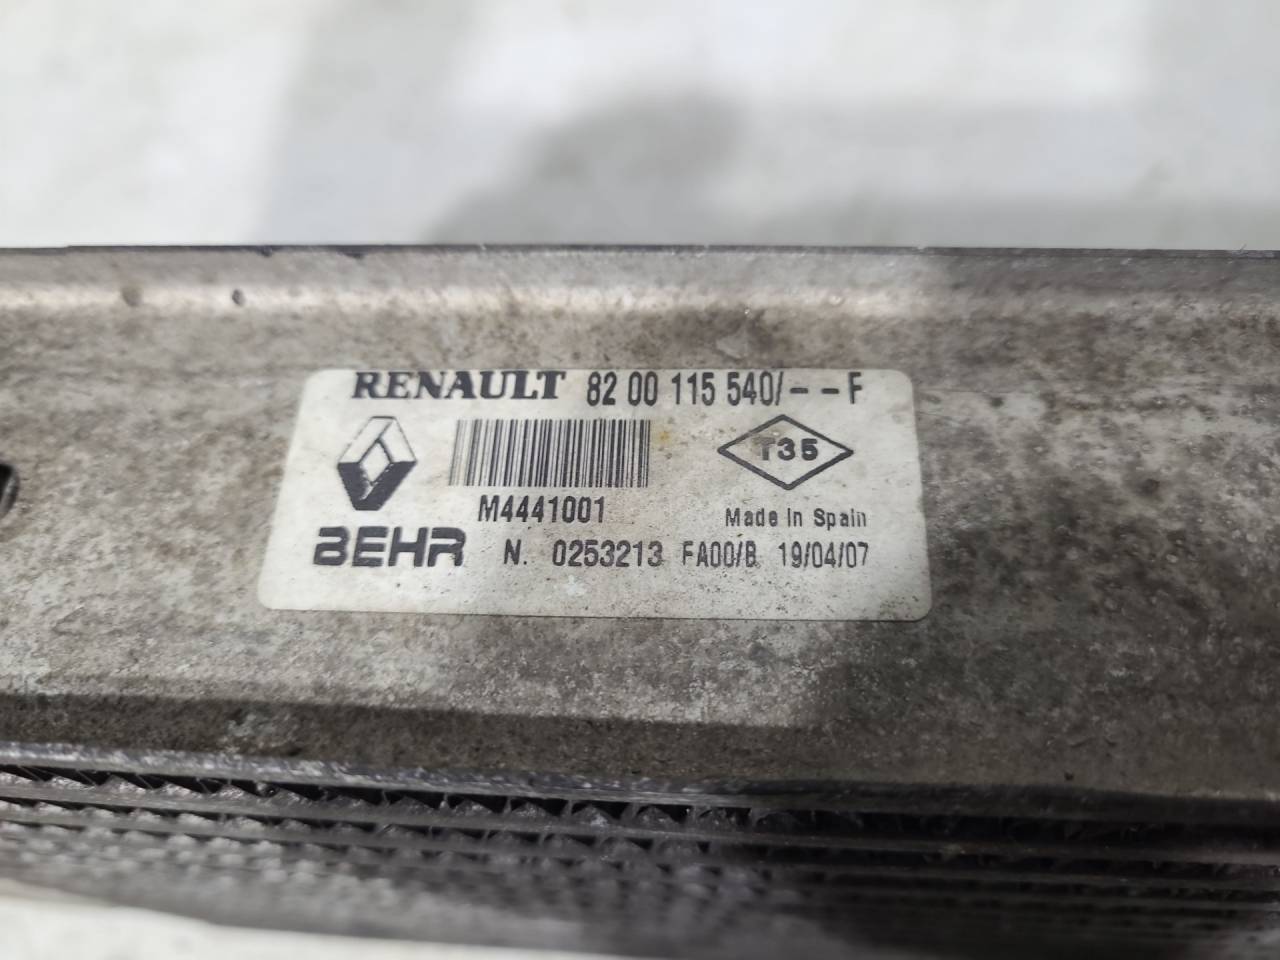 RENAULT 82 00 115 540/--F
T35
M4441001
Made in Spain
BEHR N. 0253213 FA00/B 19/04/07